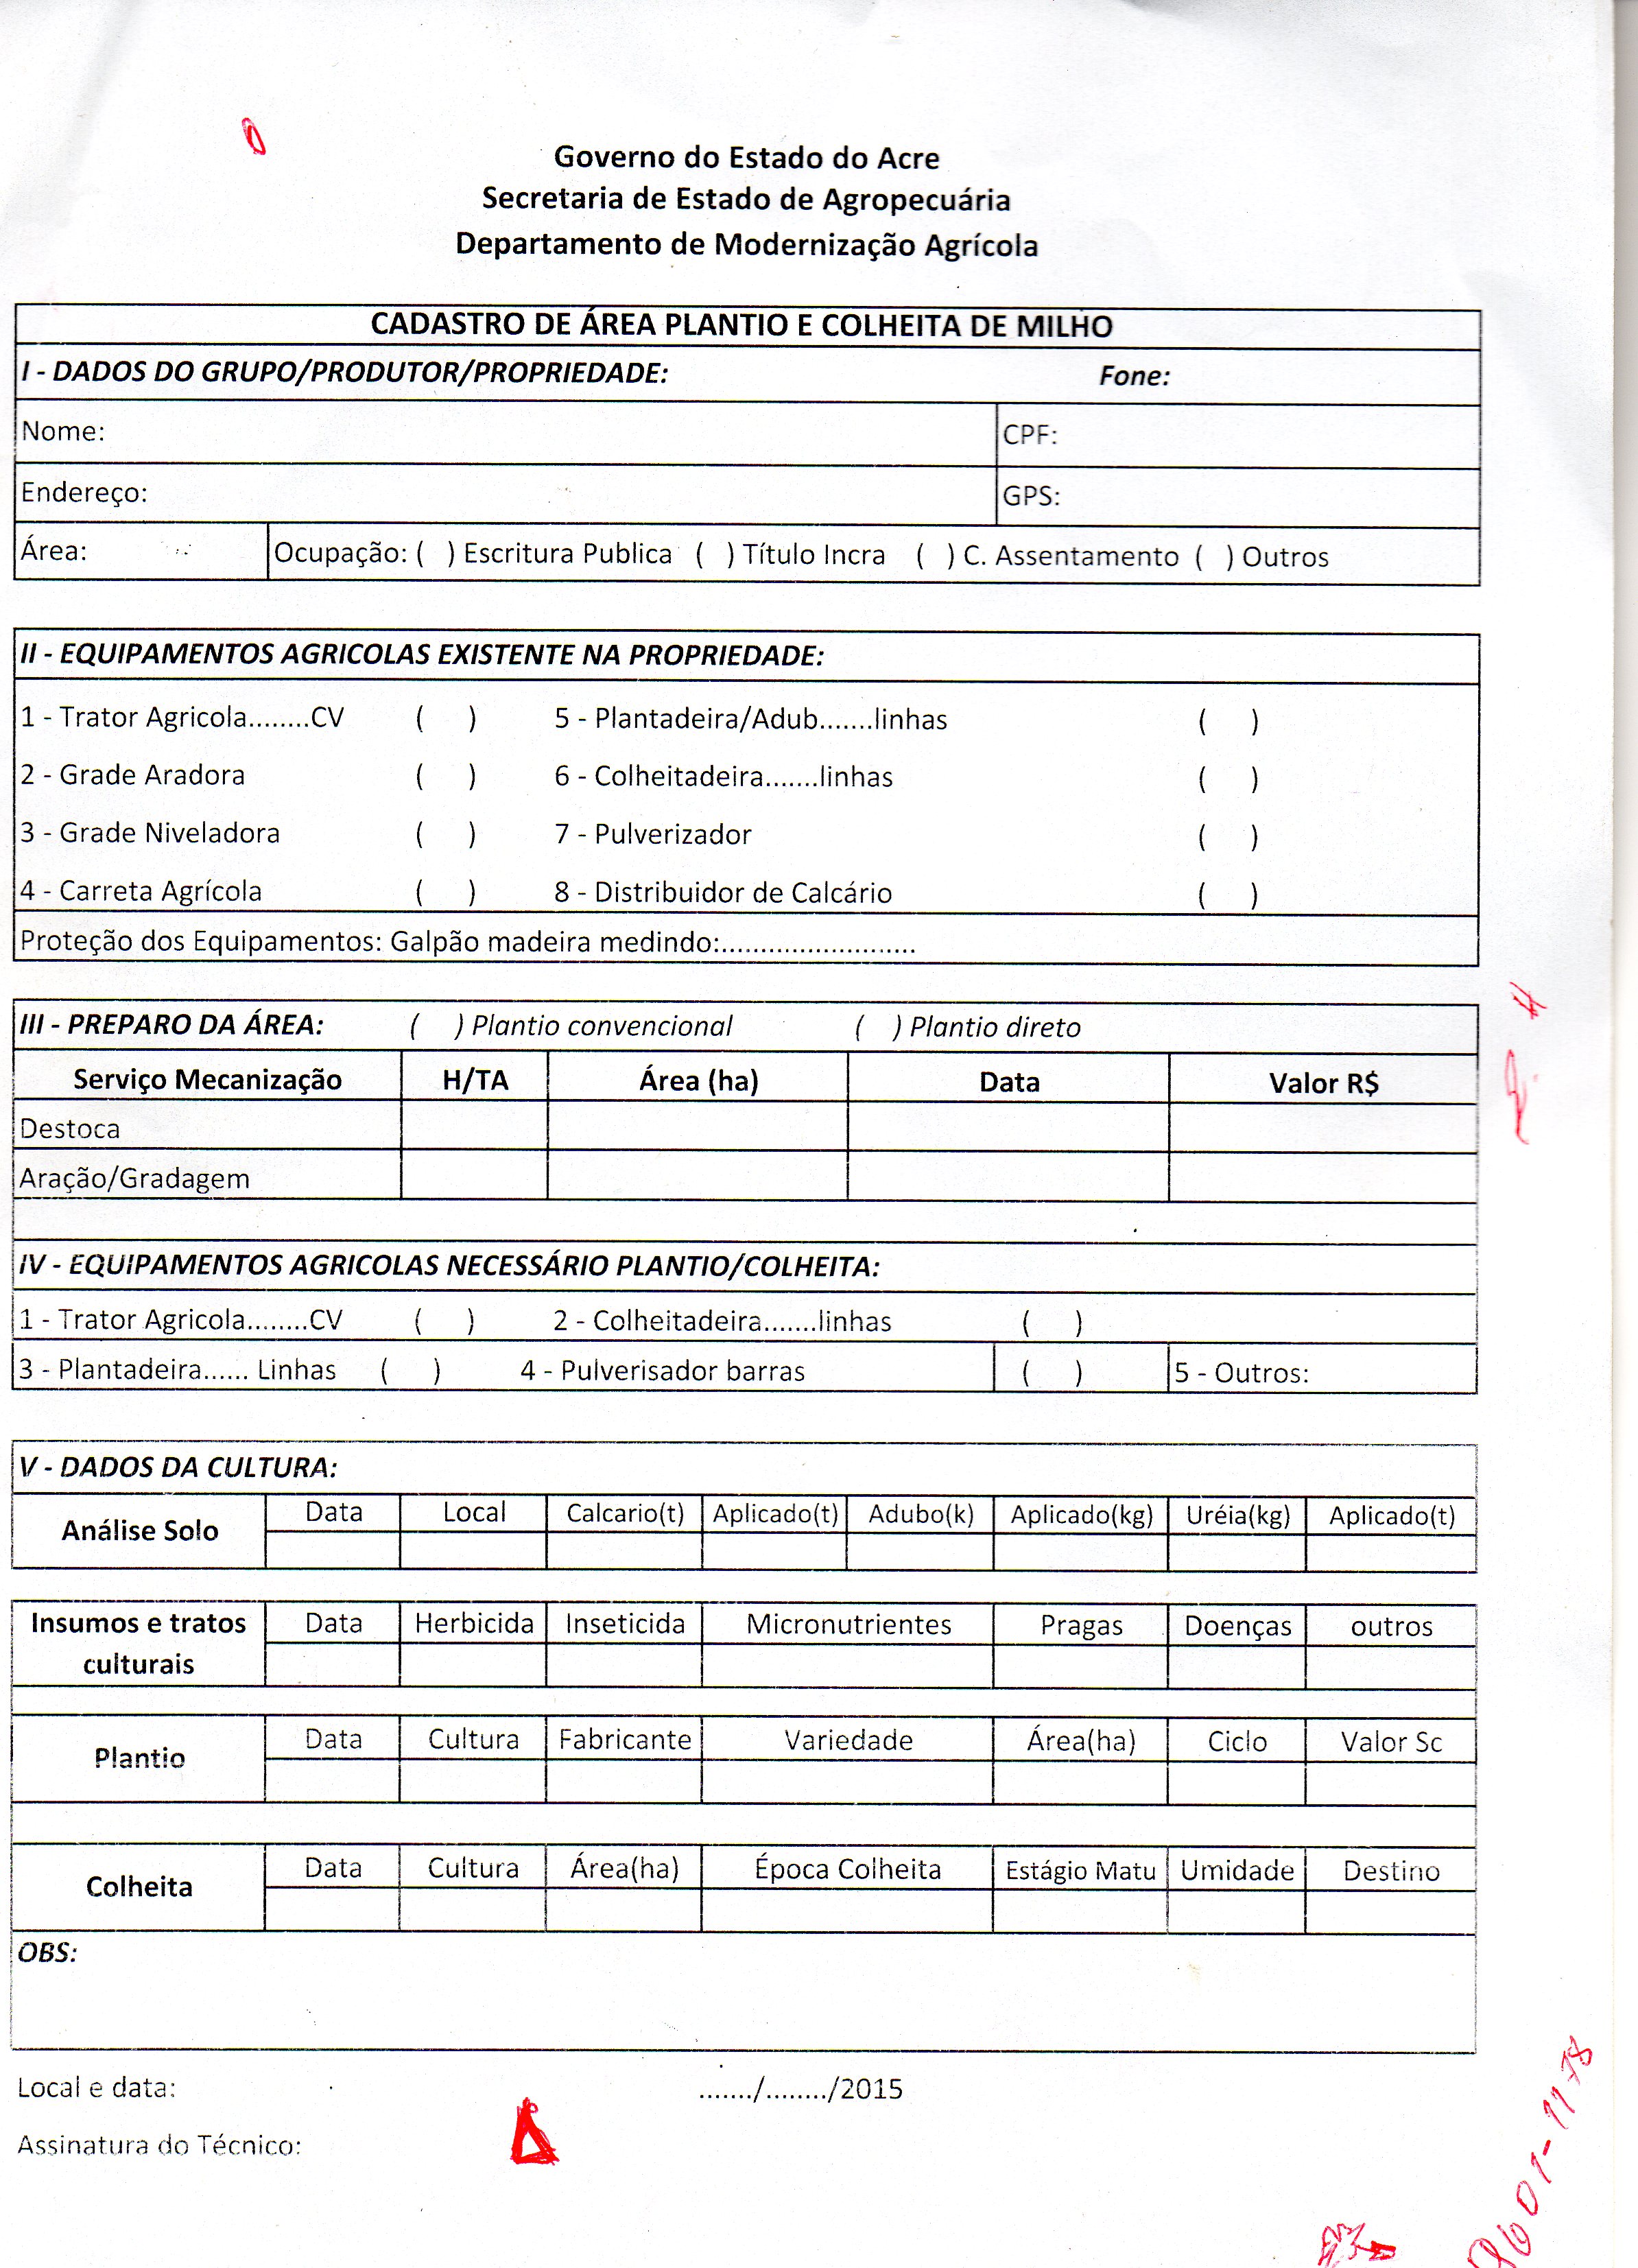 Governo do Estado do Acre
Secretaria de Estado de Agropecuária
Departamento de Modernização Agrícola
CADASTRO DE ÁREA PLANTIO E COLHEITA DE MILHO
I - DADOS DO GRUPO/PRODUTOR/PROPRIEDADE: Fone:
Nome: CPF:
Endereço: GPS:
Área: Ocupação: ( ) Escritura Publica ( ) Título Incra ( ) C. Assentamento ( ) Outros
II - EQUIPAMENTOS AGRICOLAS EXISTENTE NA PROPRIEDADE:
1 - Trator Agricola........CV ( ) 5 - Plantadeira/Adub.......linhas ( )
2 - Grade Aradora ( ) 6 - Colheitadeira.......linhas ( )
3 - Grade Niveladora ( ) 7 - Pulverizador ( )
4 - Carreta Agrícola ( ) 8 - Distribuidor de Calcário ( )
Proteção dos Equipamentos: Galpão madeira medindo:.........................
III - PREPARO DA ÁREA: ( ) Plantio convencional ( ) Plantio direto
Serviço Mecanização H/TA Área (ha) Data Valor R$
Destoca
Aração/Gradagem
IV - EQUIPAMENTOS AGRICOLAS NECESSÁRIO PLANTIO/COLHEITA:
1 - Trator Agricola........CV ( ) 2 - Colheitadeira.......linhas ( )
3 - Plantadeira...... Linhas ( ) 4 - Pulverisador barras ( ) 5 - Outros:
V - DADOS DA CULTURA:
Análise Solo Data Local Calcario(t) Aplicado(t) Adubo(k) Aplicado(kg) Uréia(kg) Aplicado(t)
Insumos e tratos culturais Data Herbicida Inseticida Micronutrientes Pragas Doenças outros
Plantio Data Cultura Fabricante Variedade Área(ha) Ciclo Valor Sc
Colheita Data Cultura Área(ha) Época Colheita Estágio Matu Umidade Destino
OBS:
Local e data: ......./......../2015
Assinatura do Técnico: